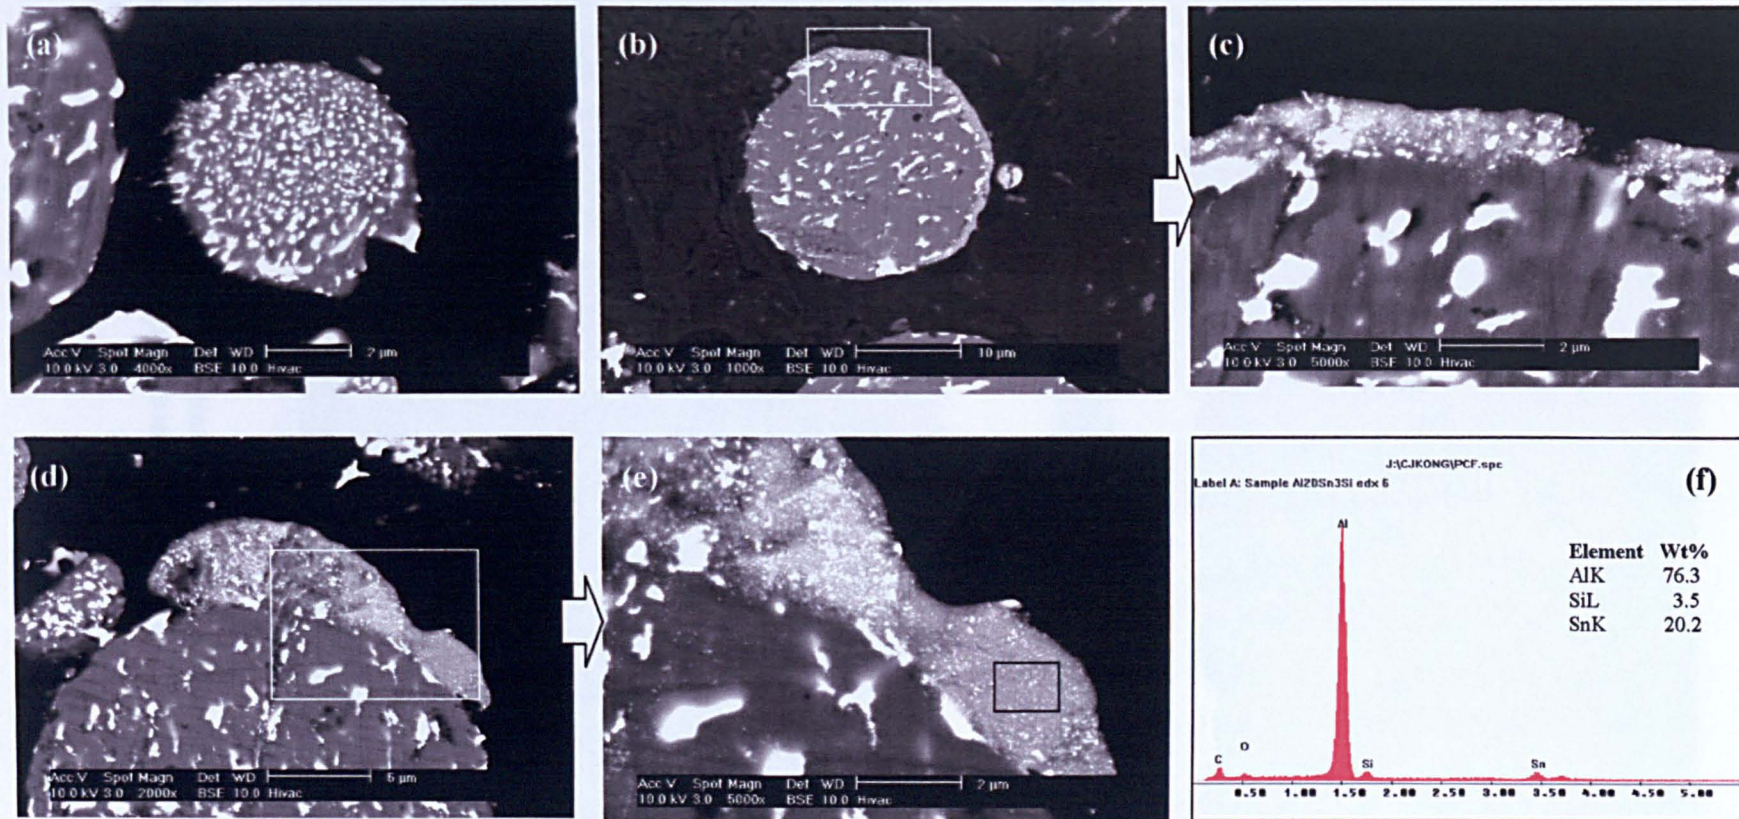 (a)
Acc.V Spot Magn Det WD 2 µm
10.0 kV 3.0 4000x BSE 10.0 Hivac
(b)
Acc.V Spot Magn Det WD 10 µm
10.0 kV 3.0 1000x BSE 10.0 Hivac
(c)
Acc.V Spot Magn Det WD 2 µm
10.0 kV 3.0 5000x BSE 10.0 Hivac
(d)
Acc.V Spot Magn Det WD 5 µm
10.0 kV 3.0 2000x BSE 10.0 Hivac
(e)
Acc.V Spot Magn Det WD 2 µm
10.0 kV 3.0 5000x BSE 10.0 Hivac
J:\CJKONG\PCF.spc
Label A: Sample Al20Sn3Si edx 6
(f)
Al
Element Wt%
AlK 76.3
SiL 3.5
SnK 20.2
O
C Si Sn
0.50 1.00 1.50 2.00 2.50 3.00 3.50 4.00 4.50 5.00